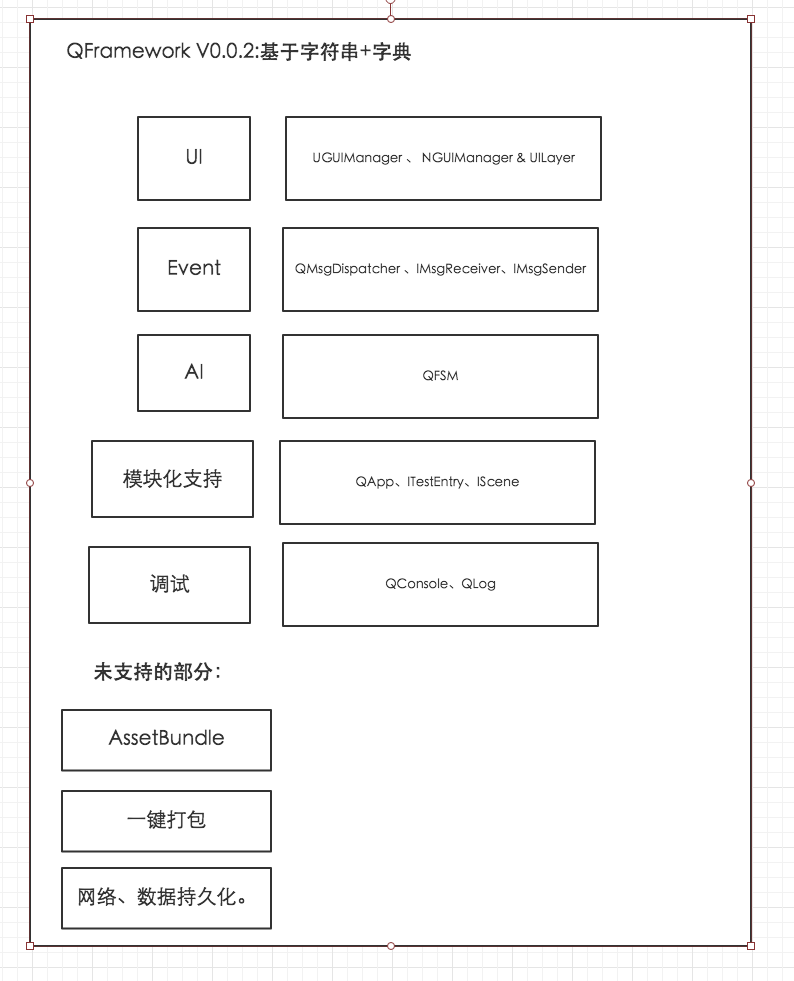 QFramework V0.0.2:基于字符串+字典
UI
UGUIManager 、 NGUIManager & UILayer
Event
QMsgDispatcher 、IMsgReceiver、IMsgSender
AI
QFSM
模块化支持
QApp、ITestEntry、IScene
调试
QConsole、QLog
未支持的部分：
AssetBundle
一键打包
网络、数据持久化。